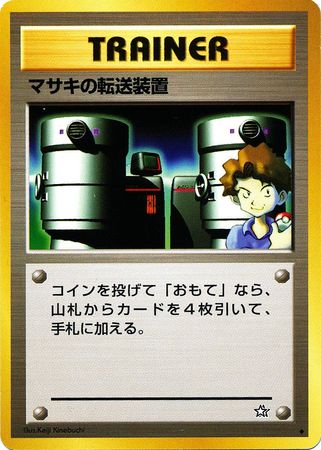 TRAINER
マサキの転送装置
コインを投げて「おもて」なら、
山札からカードを４枚引いて、
手札に加える。
Illus. Keiji Kinebuchi